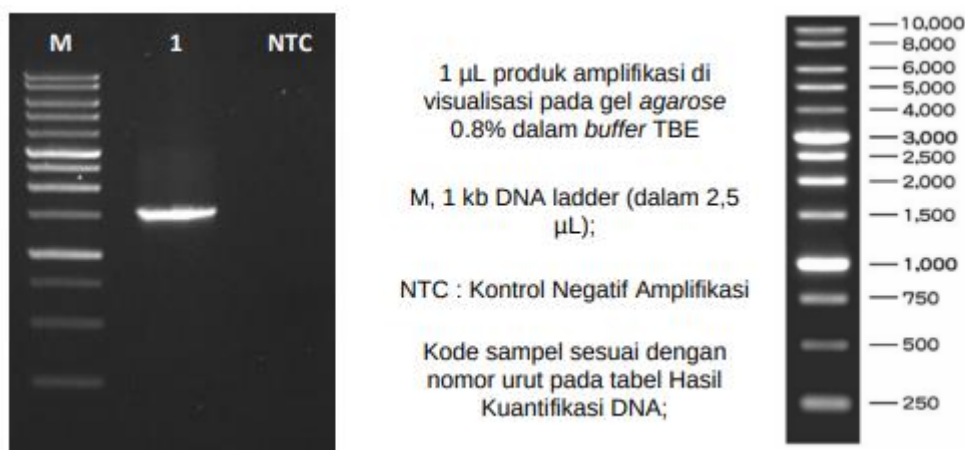 M 1 NTC
1 µL produk amplifikasi di
visualisasi pada gel agarose
0.8% dalam buffer TBE
M, 1 kb DNA ladder (dalam 2,5
µL);
NTC : Kontrol Negatif Amplifikasi
Kode sampel sesuai dengan
nomor urut pada tabel Hasil
Kuantifikasi DNA;
10,000
8,000
6,000
5,000
4,000
3,000
2,500
2,000
1,500
1,000
750
500
250